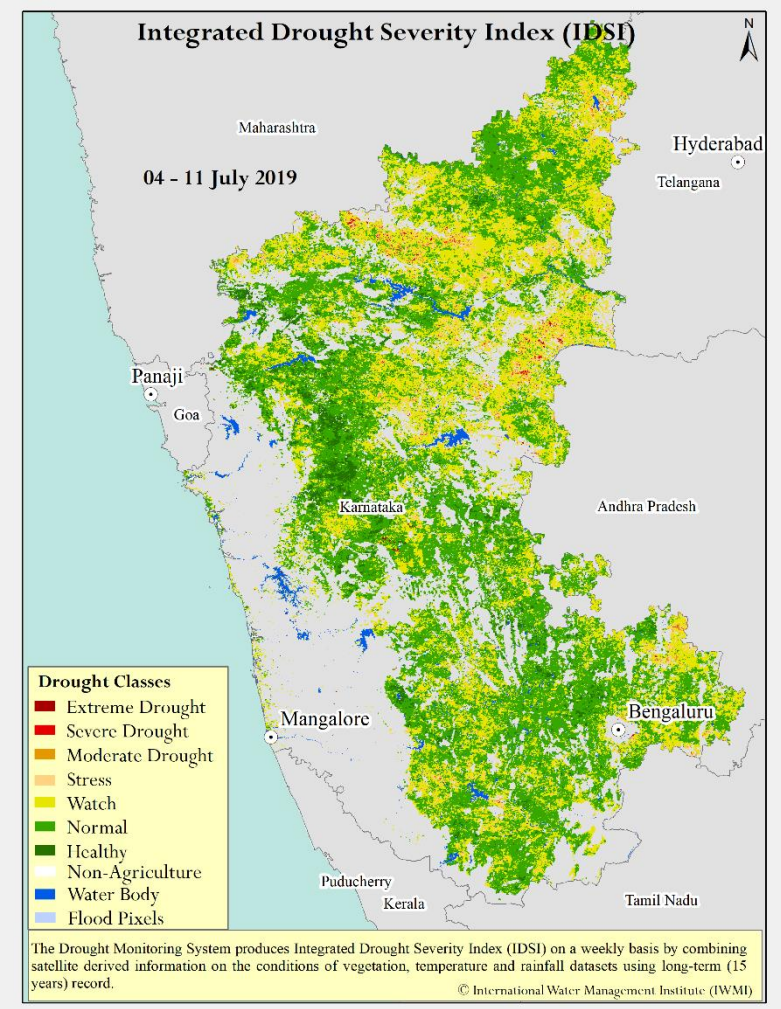 Integrated Drought Severity Index (IDSI)
N
Maharashtra
Hyderabad
04 - 11 July 2019
Telangana
Panaji
Goa
Karnataka
Andhra Pradesh
Drought Classes
Extreme Drought
Severe Drought
Moderate Drought
Stress
Watch
Normal
Healthy
Non-Agriculture
Water Body
Flood Pixels
Mangalore
Bengaluru
Puducherry
Kerala
Tamil Nadu
The Drought Monitoring System produces Integrated Drought Severity Index (IDSI) on a weekly basis by combining
satellite derived information on the conditions of vegetation, temperature and rainfall datasets using long-term (15
years) record.
© International Water Management Institute (IWMI)